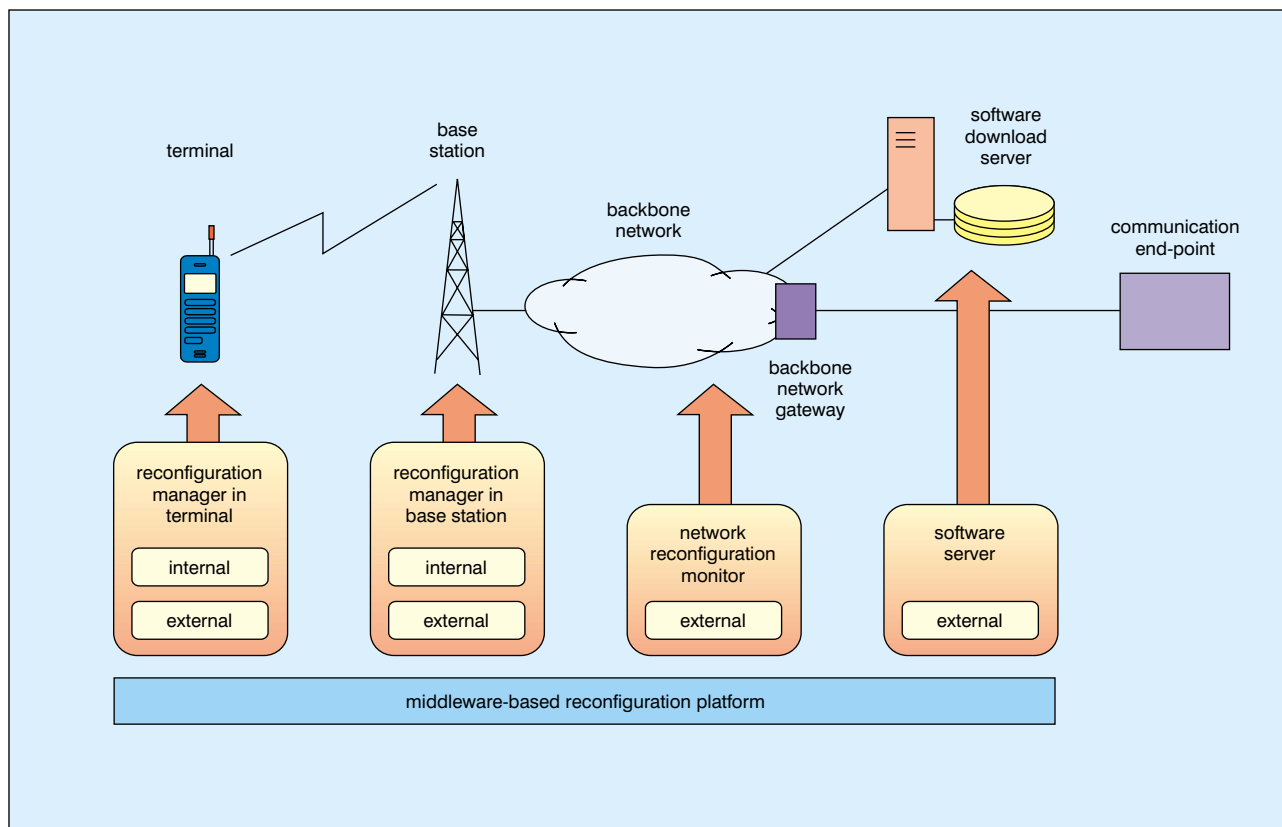 terminal
base
station
backbone
network
software
download
server
communication
end-point
backbone
network
gateway
reconfiguration
manager in
terminal
internal
external
reconfiguration
manager in
base station
internal
external
network
reconfiguration
monitor
external
software
server
external
middleware-based reconfiguration platform